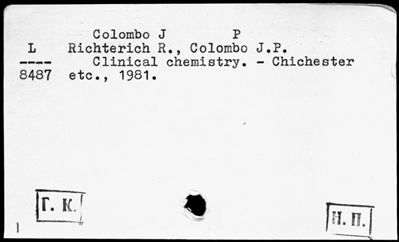 Colombo J P
L Richterich R., Colombo J.P.
---- Clinical chemistry. - Chichester
8487 etc., 1981.
Г. К.
Н. П.